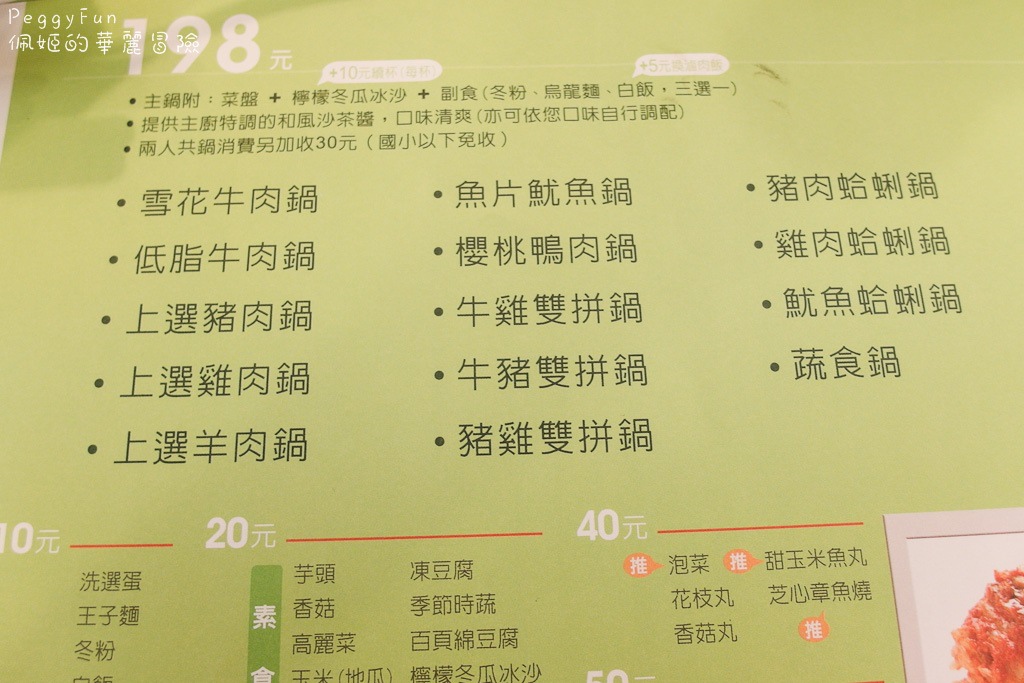 PeggyFun
佩姬的華麗冒險
198元
+10元續杯(每杯)
+5元換滷肉飯
• 主鍋附：菜盤 + 檸檬冬瓜冰沙 + 副食(冬粉、烏龍麵、白飯，三選一)
• 提供主廚特調的和風沙茶醬，口味清爽(亦可依您口味自行調配)
• 兩人共鍋消費另加收30元（國小以下免收）
• 雪花牛肉鍋
• 低脂牛肉鍋
• 上選豬肉鍋
• 上選雞肉鍋
• 上選羊肉鍋
• 魚片魷魚鍋
• 櫻桃鴨肉鍋
• 牛雞雙拼鍋
• 牛豬雙拼鍋
• 豬雞雙拼鍋
• 豬肉蛤蜊鍋
• 雞肉蛤蜊鍋
• 魷魚蛤蜊鍋
• 蔬食鍋
10元
洗選蛋
王子麵
冬粉
白飯
20元
素食
芋頭 凍豆腐
香菇 季節時蔬
高麗菜 百頁綿豆腐
玉米(地瓜) 檸檬冬瓜冰沙
40元
推 泡菜 推 甜玉米魚丸
花枝丸 芝心章魚燒
香菇丸 推
50元